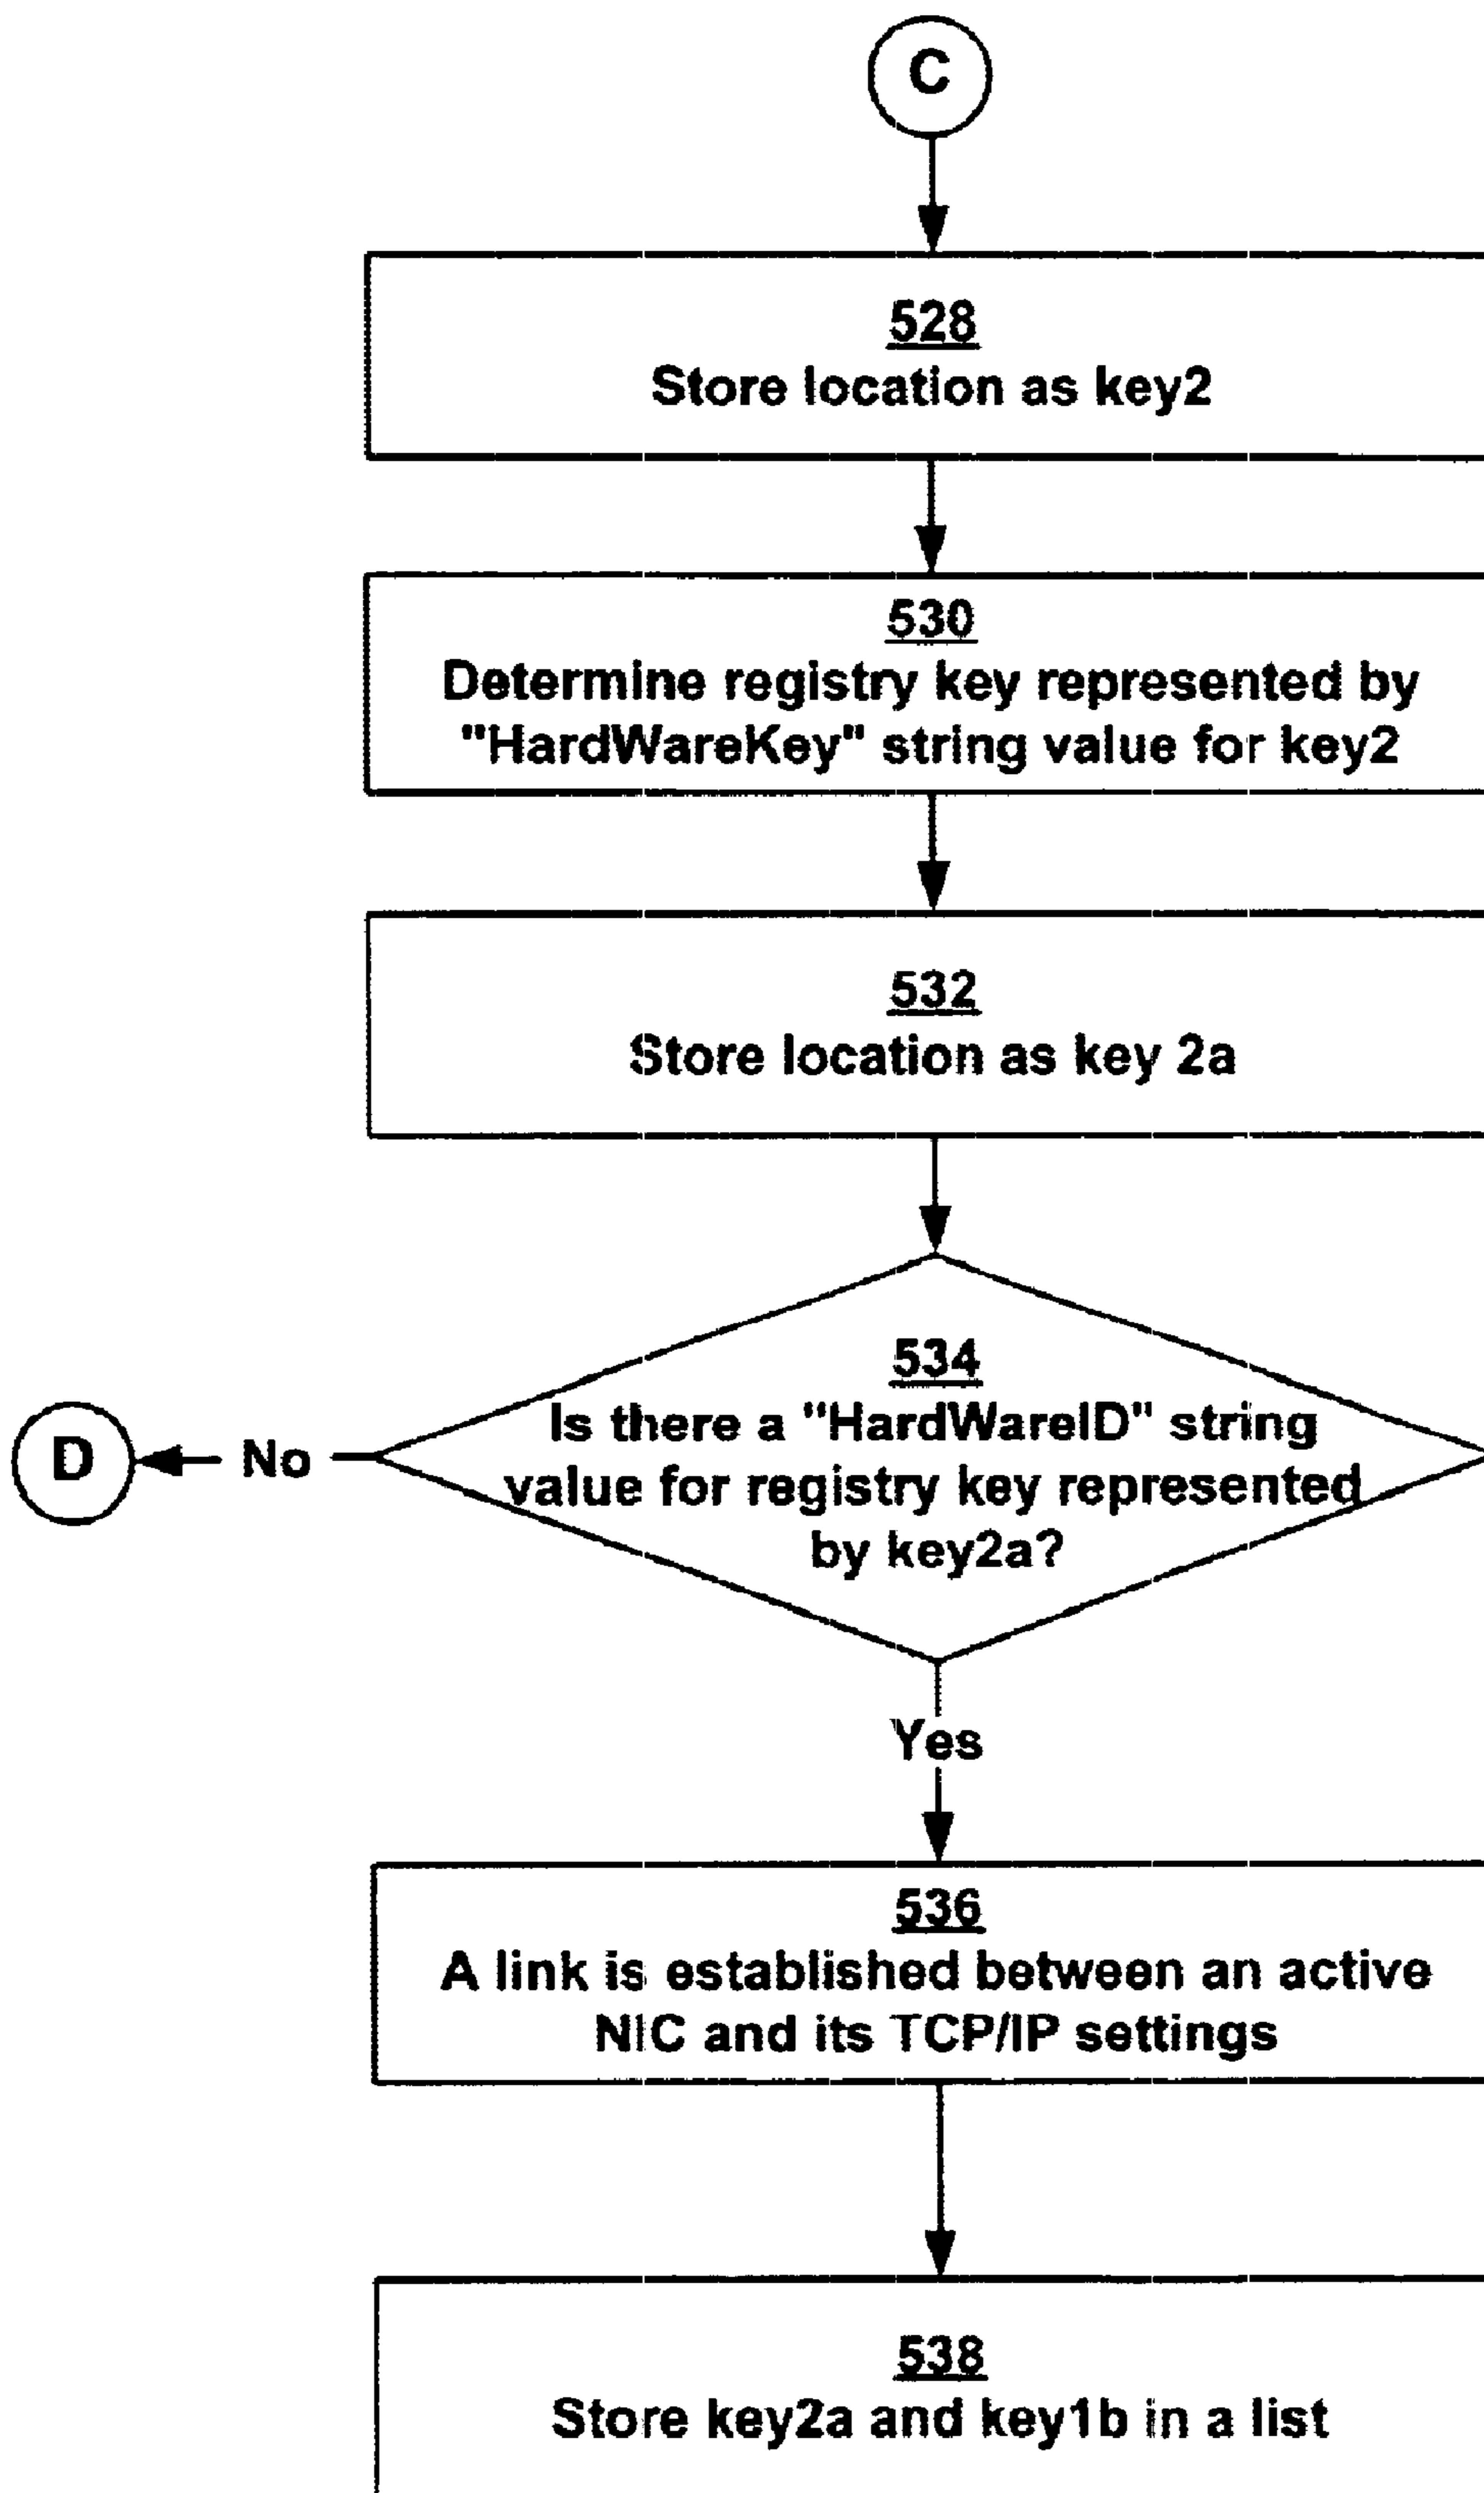 C
528
Store location as key2
530
Determine registry key represented by
"HardWareKey" string value for key2
532
Store location as key 2a
534
Is there a "HardWareID" string
value for registry key represented
by key2a?
D
No
Yes
536
A link is established between an active
NIC and its TCP/IP settings
538
Store key2a and key1b in a list